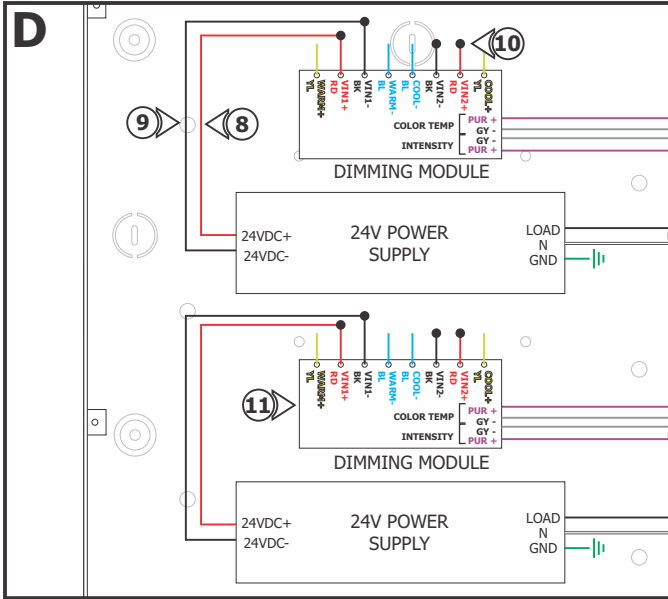 D
10
YL WARM+
RD VIN1+
BK VIN1-
BL WARM-
BL COOL-
BK VIN2-
RD VIN2+
YL COOL+
9
8
COLOR TEMP
PUR +
GY -
GY -
INTENSITY
PUR +
DIMMING MODULE
24VDC+
24VDC-
24V POWER
SUPPLY
LOAD
N
GND
YL WARM+
RD VIN1+
BK VIN1-
BL WARM-
BL COOL-
BK VIN2-
RD VIN2+
YL COOL+
11
COLOR TEMP
PUR +
GY -
GY -
INTENSITY
PUR +
DIMMING MODULE
24VDC+
24VDC-
24V POWER
SUPPLY
LOAD
N
GND